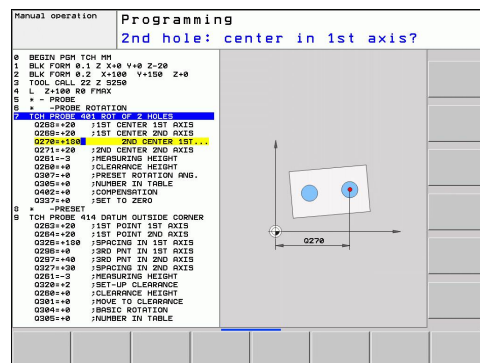 Manual operation
Programming
2nd hole: center in 1st axis?
0 BEGIN PGM TCH MM
1 BLK FORM 0.1 Z X+0 Y+0 Z-20
2 BLK FORM 0.2 X+100 Y+150 Z+0
3 TOOL CALL 22 Z S250
4 L Z+100 R0 FMAX
5 * - PROBE
6 * -PROBE ROTATION
7 TCH PROBE 401 ROT OF 2 HOLES
Q268=+20 ;1ST CENTER 1ST AXIS
Q269=+20 ;1ST CENTER 2ND AXIS
Q270=+180 2ND CENTER 1ST...
Q271=+20 ;2ND CENTER 2ND AXIS
Q261=-3 ;MEASURING HEIGHT
Q260=+0 ;CLEARANCE HEIGHT
Q307=+0 ;PRESET ROTATION ANG.
Q305=+0 ;NUMBER IN TABLE
Q402=+0 ;COMPENSATION
Q337=+0 ;SET TO ZERO
8 * -PRESET
9 TCH PROBE 414 DATUM OUTSIDE CORNER
Q263=+20 ;1ST POINT 1ST AXIS
Q264=+20 ;1ST POINT 2ND AXIS
Q326=+180 ;SPACING IN 1ST AXIS
Q296=+0 ;3RD PNT IN 1ST AXIS
Q297=+40 ;3RD PNT IN 2ND AXIS
Q327=+30 ;SPACING IN 2ND AXIS
Q261=-3 ;MEASURING HEIGHT
Q320=+2 ;SET-UP CLEARANCE
Q260=+0 ;CLEARANCE HEIGHT
Q301=+0 ;MOVE TO CLEARANCE
Q304=+0 ;BASIC ROTATION
Q305=+0 ;NUMBER IN TABLE
Q270